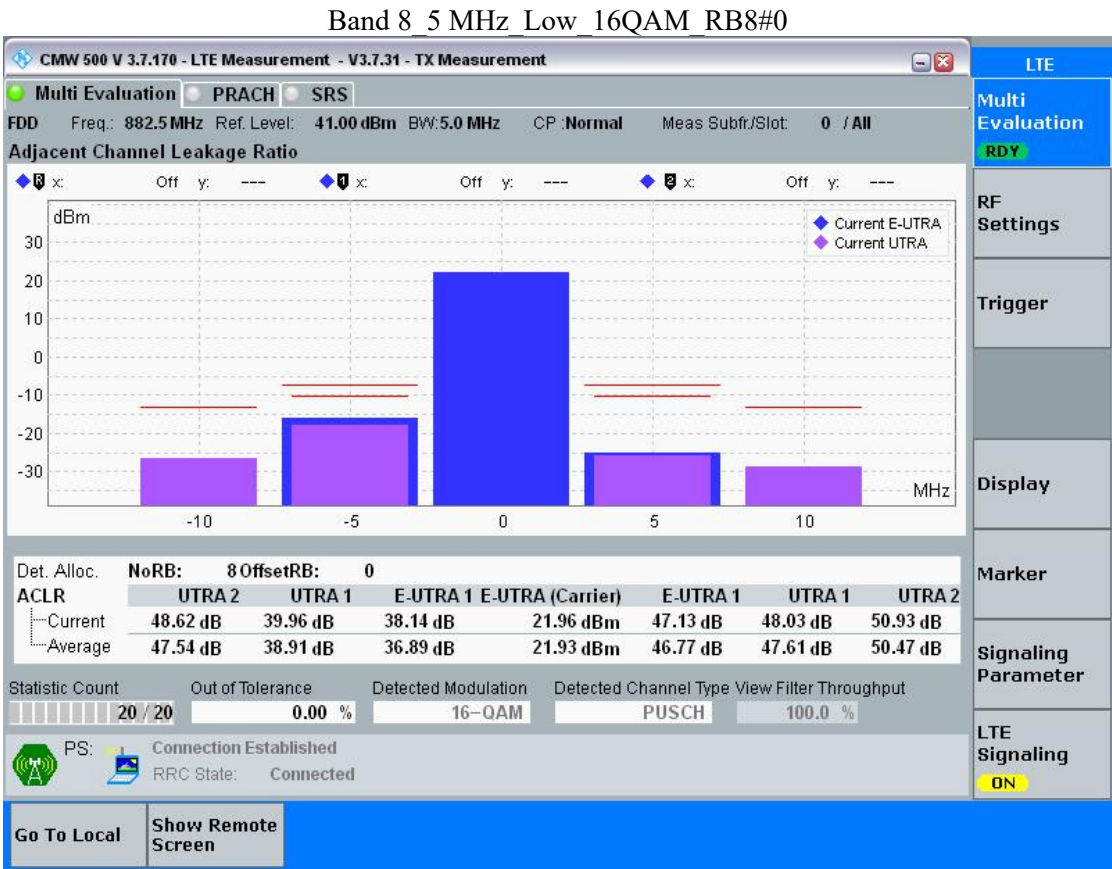 Band 8_5 MHz_Low_16QAM_RB8#0
CMW 500 V 3.7.170 - LTE Measurement - V3.7.31 - TX Measurement
LTE
Multi Evaluation PRACH SRS
Multi Evaluation
RDY
FDD Freq.: 882.5 MHz Ref. Level: 41.00 dBm BW: 5.0 MHz CP :Normal Meas Subfr./Slot: 0 / All
Adjacent Channel Leakage Ratio
R x: Off y: --- 1 x: Off y: --- 2 x: Off y: ---
dBm
Current E-UTRA
Current UTRA
30
20
10
0
-10
-20
-30
MHz
-10 -5 0 5 10
RF Settings
Trigger
Display
Marker
Signaling Parameter
LTE Signaling
ON
Det. Alloc. NoRB: 8 OffsetRB: 0
ACLR UTRA 2 UTRA 1 E-UTRA 1 E-UTRA (Carrier) E-UTRA 1 UTRA 1 UTRA 2
Current 48.62 dB 39.96 dB 38.14 dB 21.96 dBm 47.13 dB 48.03 dB 50.93 dB
Average 47.54 dB 38.91 dB 36.89 dB 21.93 dBm 46.77 dB 47.61 dB 50.47 dB
Statistic Count Out of Tolerance Detected Modulation Detected Channel Type View Filter Throughput
20 / 20 0.00 % 16-QAM PUSCH 100.0 %
PS: Connection Established
RRC State: Connected
Go To Local
Show Remote Screen